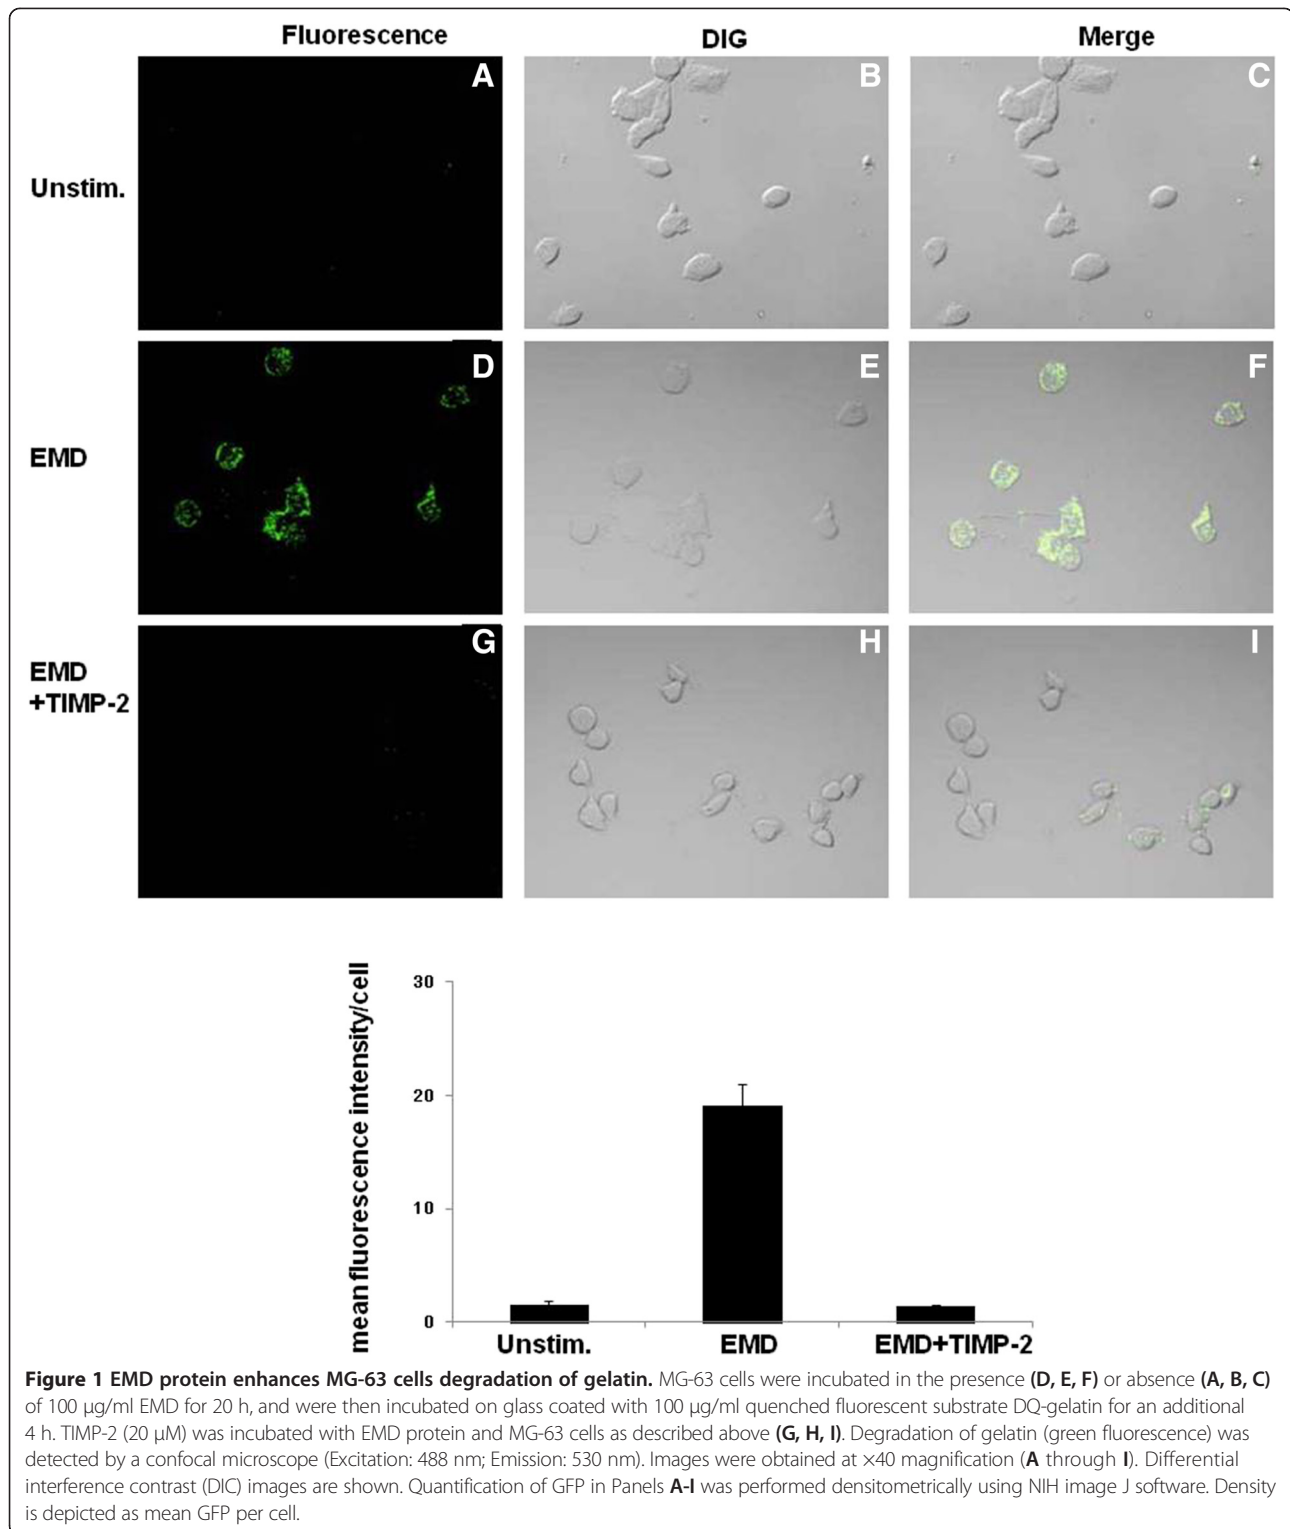 Fluorescence DIG Merge
A B C
Unstim.
D E F
EMD
G H I
EMD
+TIMP-2
mean fluorescence intensity/cell
30
20
10
0
Unstim. EMD EMD+TIMP-2
Figure 1 EMD protein enhances MG-63 cells degradation of gelatin. MG-63 cells were incubated in the presence (D, E, F) or absence (A, B, C)
of 100 μg/ml EMD for 20 h, and were then incubated on glass coated with 100 μg/ml quenched fluorescent substrate DQ-gelatin for an additional
4 h. TIMP-2 (20 μM) was incubated with EMD protein and MG-63 cells as described above (G, H, I). Degradation of gelatin (green fluorescence) was
detected by a confocal microscope (Excitation: 488 nm; Emission: 530 nm). Images were obtained at ×40 magnification (A through I). Differential
interference contrast (DIC) images are shown. Quantification of GFP in Panels A-I was performed densitometrically using NIH image J software. Density
is depicted as mean GFP per cell.